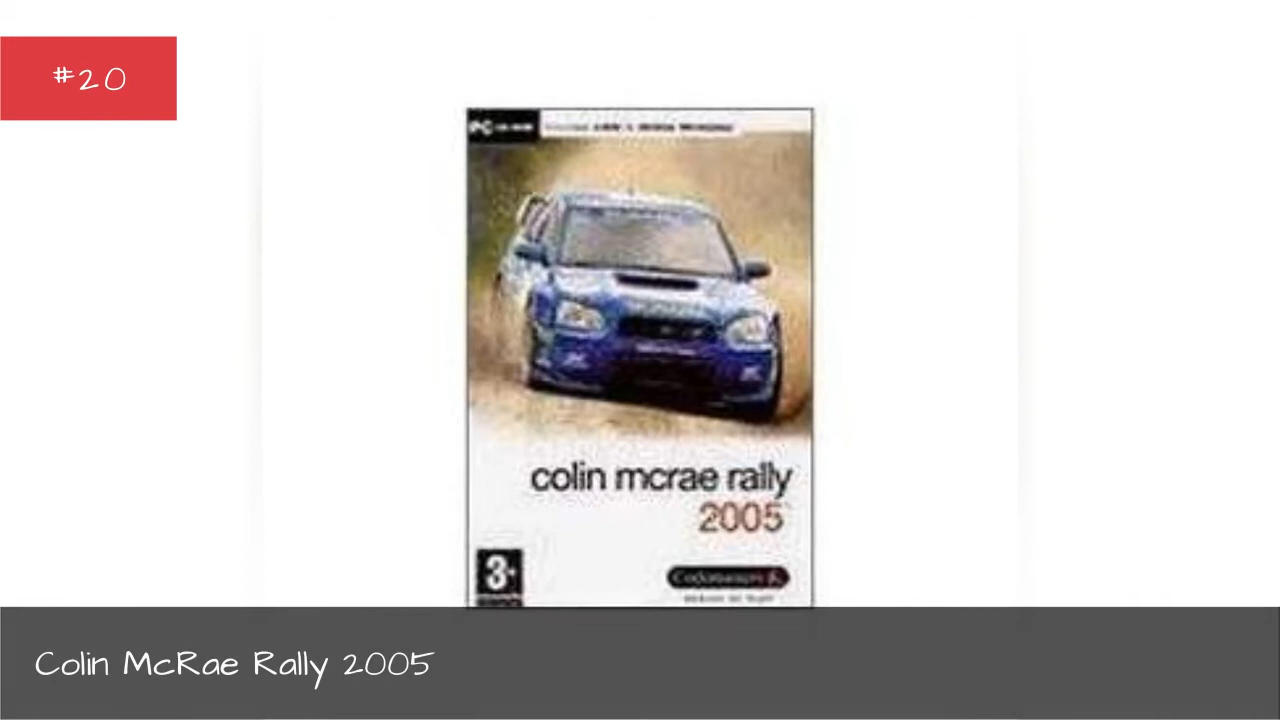 #20
PC CD-ROM
colin mcrae rally
2005
3+
Codemasters
Colin McRae Rally 2005